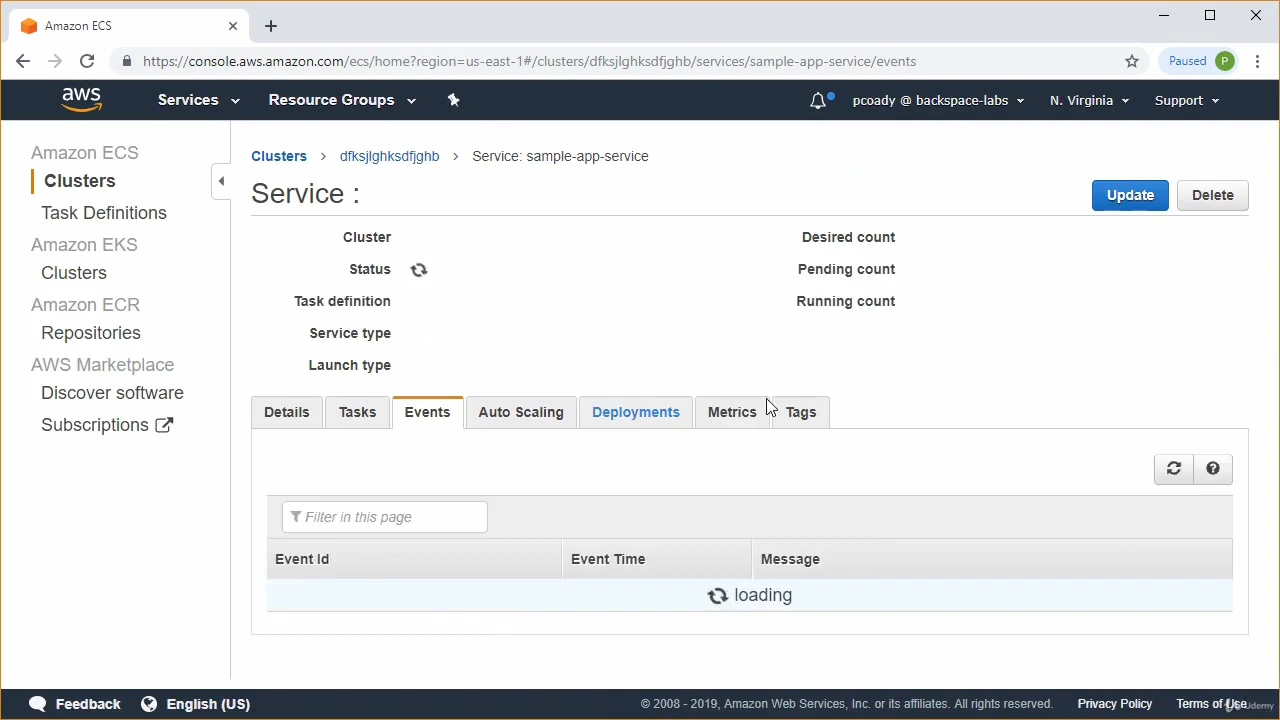 Amazon ECS
https://console.aws.amazon.com/ecs/home?region=us-east-1#/clusters/dfksjlghksdfjghb/services/sample-app-service/events
Paused P
aws Services Resource Groups pcoady @ backspace-labs N. Virginia Support
Amazon ECS
Clusters
Task Definitions
Amazon EKS
Clusters
Amazon ECR
Repositories
AWS Marketplace
Discover software
Subscriptions
Clusters > dfksjlghksdfjghb > Service: sample-app-service
Service :
Update Delete
Cluster Desired count
Status Pending count
Task definition Running count
Service type
Launch type
Details Tasks Events Auto Scaling Deployments Metrics Tags
Filter in this page
Event Id Event Time Message
loading
Feedback English (US) © 2008 - 2019, Amazon Web Services, Inc. or its affiliates. All rights reserved. Privacy Policy Terms of Use
Udemy